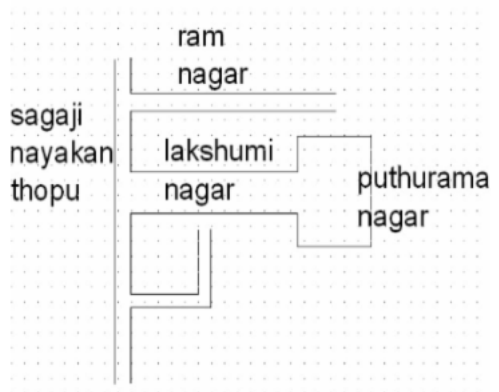 ram
nagar
sagaji
nayakan
thopu
lakshumi
nagar
puthurama
nagar